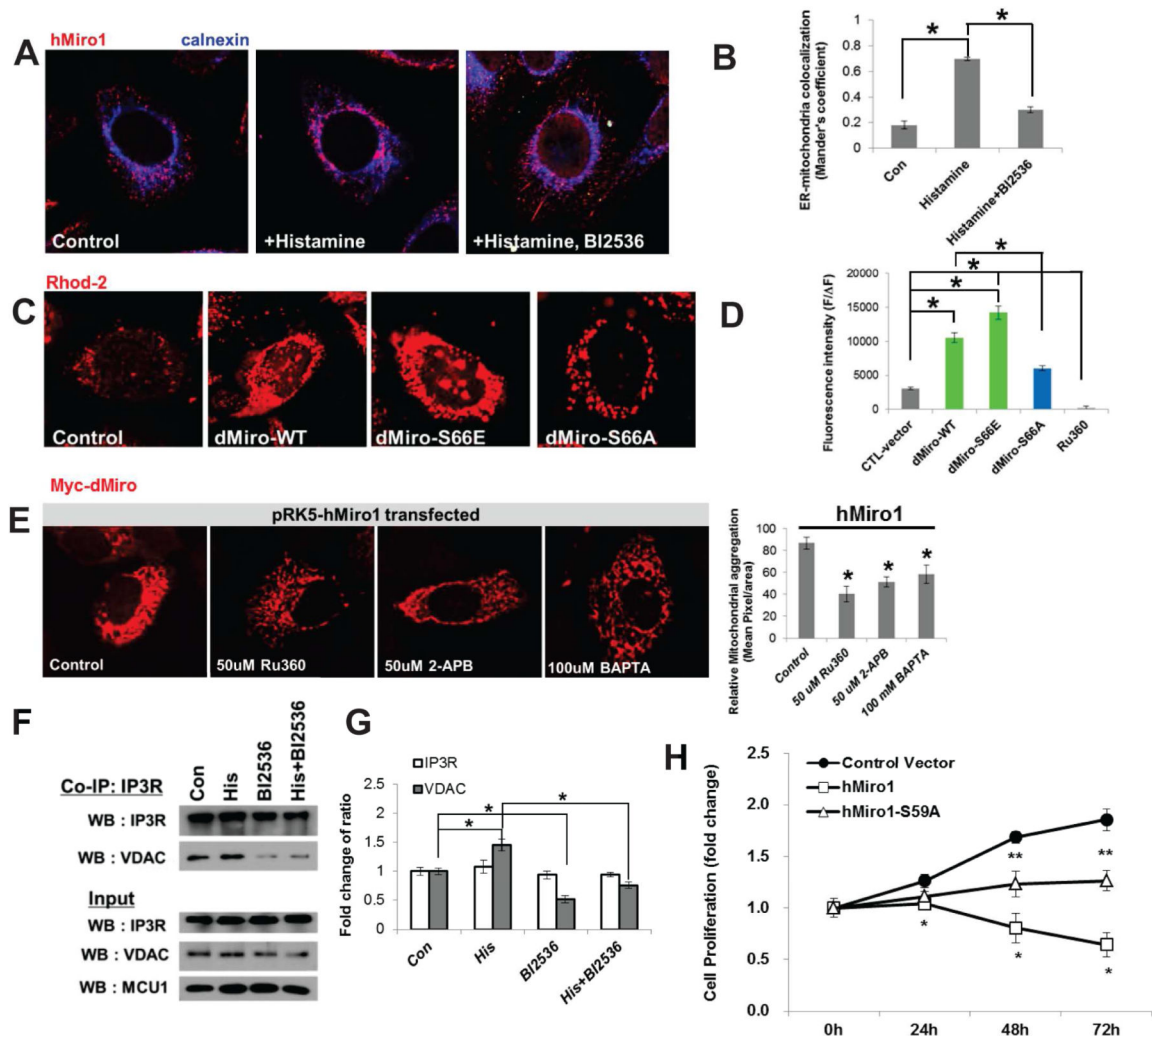 A
hMiro1
calnexin
Control
+Histamine
+Histamine, BI2536
B
ER-mitochondria colocalization
(Mander's coefficient)
1
0.8
0.6
0.4
0.2
0
*
*
Con
Histamine
Histamine+BI2536
Rhod-2
C
Control
dMiro-WT
dMiro-S66E
dMiro-S66A
D
Fluorescence intensity (F/ΔF)
20000
15000
10000
5000
0
*
*
*
*
CTL-vector
dMiro-WT
dMiro-S66E
dMiro-S66A
Ru360
Myc-dMiro
E
pRK5-hMiro1 transfected
Control
50uM Ru360
50uM 2-APB
100uM BAPTA
hMiro1
Relative Mitochondrial aggregation
(Mean Pixel/area)
100
80
60
40
20
0
*
*
*
Control
50 uM Ru360
50 uM 2-APB
100 mM BAPTA
F
Con
His
BI2536
His+BI2536
Co-IP: IP3R
WB : IP3R
WB : VDAC
Input
WB : IP3R
WB : VDAC
WB : MCU1
G
IP3R
VDAC
Fold change of ratio
2.5
2
1.5
1
0.5
0
*
*
*
Con
His
BI2536
His+BI2536
H
Cell Proliferation (fold change)
2.5
2.0
1.5
1.0
0.5
0.0
Control Vector
hMiro1
hMiro1-S59A
**
**
*
*
*
0h
24h
48h
72h